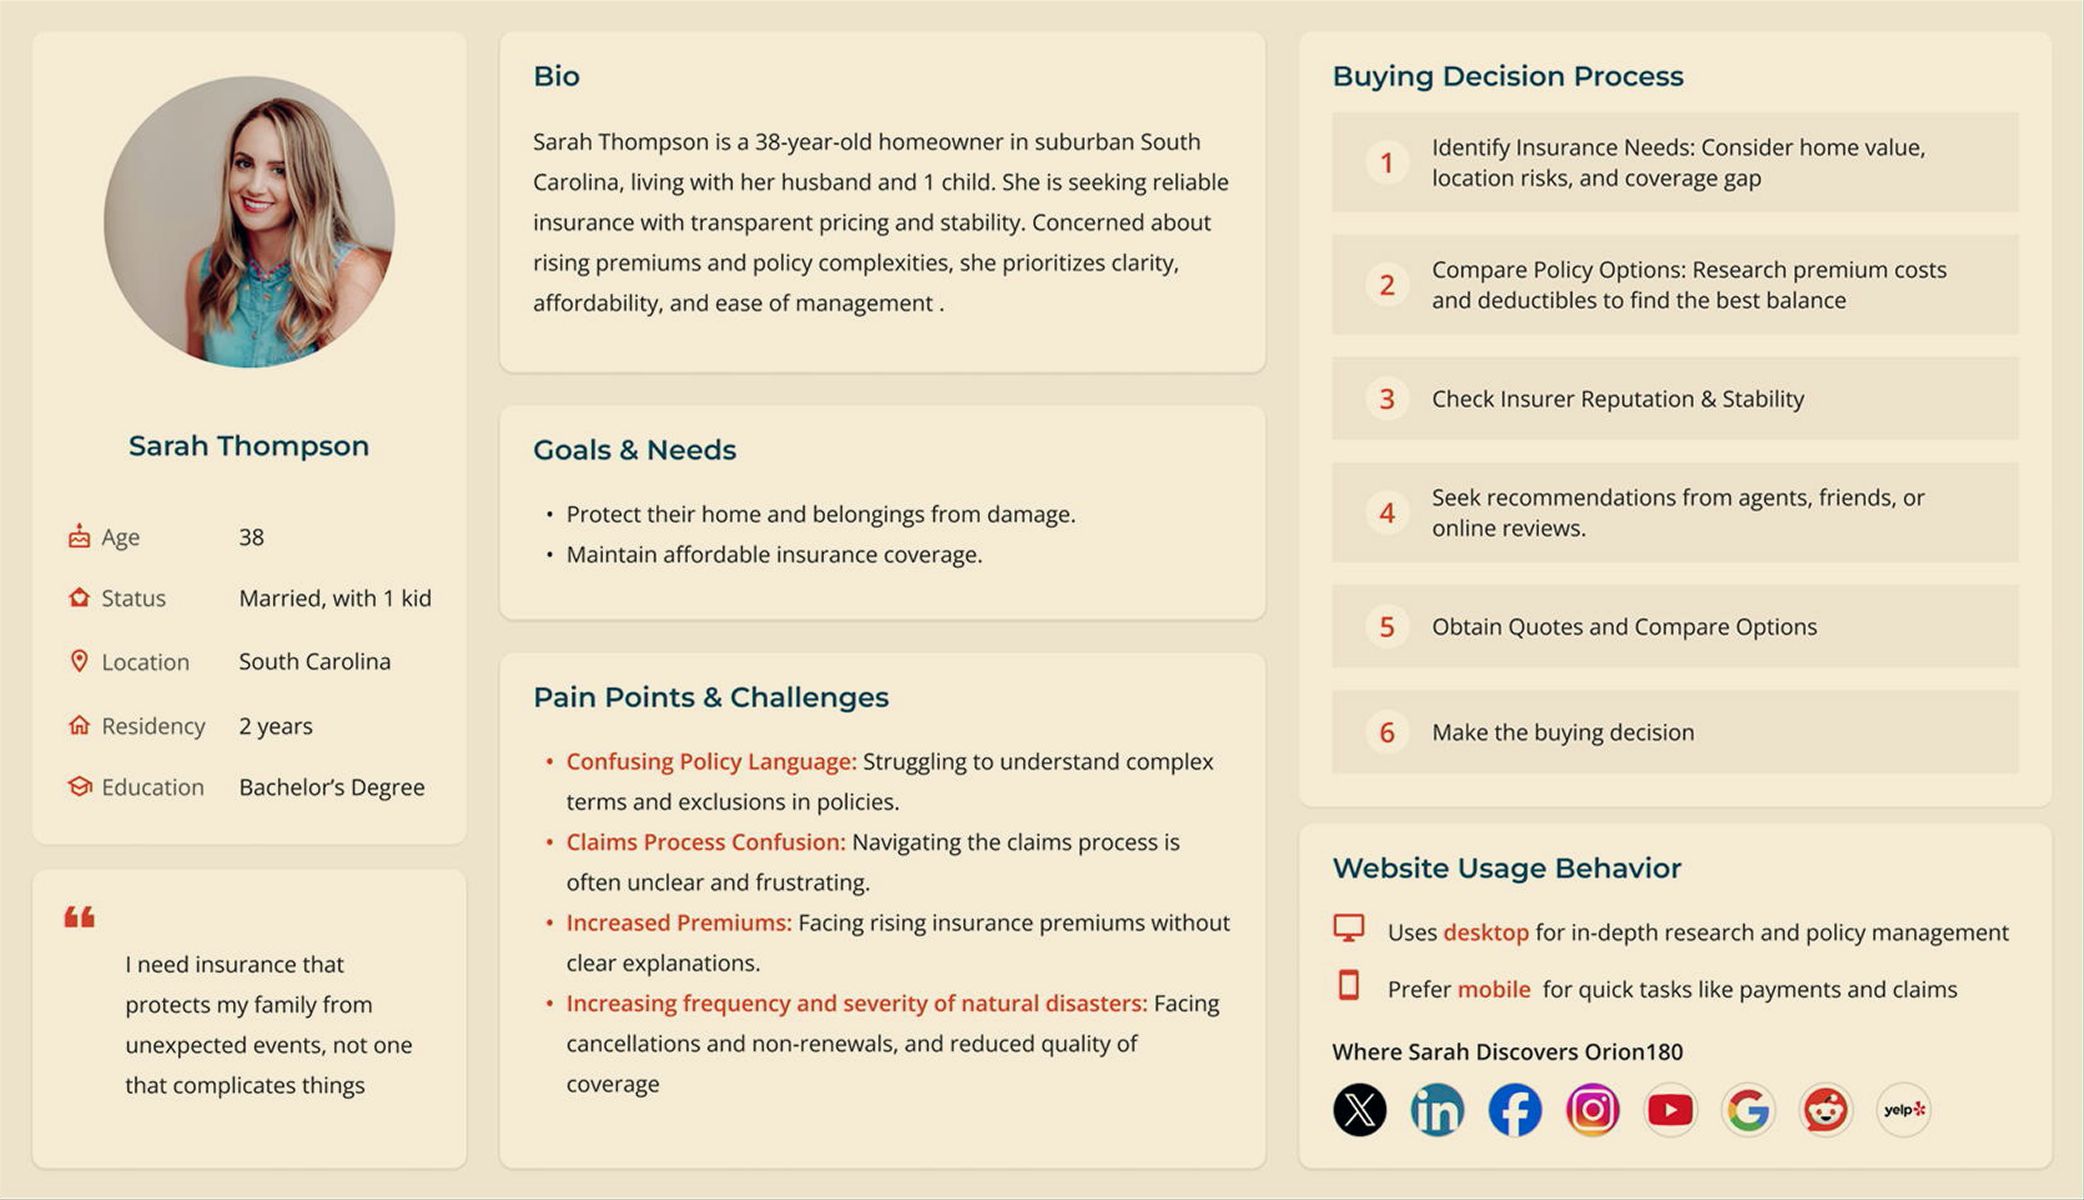 Sarah Thompson
Age 38
Status Married, with 1 kid
Location South Carolina
Residency 2 years
Education Bachelor’s Degree
“
I need insurance that
protects my family from
unexpected events, not one
that complicates things
Bio
Sarah Thompson is a 38-year-old homeowner in suburban South
Carolina, living with her husband and 1 child. She is seeking reliable
insurance with transparent pricing and stability. Concerned about
rising premiums and policy complexities, she prioritizes clarity,
affordability, and ease of management .
Goals & Needs
• Protect their home and belongings from damage.
• Maintain affordable insurance coverage.
Pain Points & Challenges
• Confusing Policy Language: Struggling to understand complex
terms and exclusions in policies.
• Claims Process Confusion: Navigating the claims process is
often unclear and frustrating.
• Increased Premiums: Facing rising insurance premiums without
clear explanations.
• Increasing frequency and severity of natural disasters: Facing
cancellations and non-renewals, and reduced quality of
coverage
Buying Decision Process
1 Identify Insurance Needs: Consider home value,
location risks, and coverage gap
2 Compare Policy Options: Research premium costs
and deductibles to find the best balance
3 Check Insurer Reputation & Stability
4 Seek recommendations from agents, friends, or
online reviews.
5 Obtain Quotes and Compare Options
6 Make the buying decision
Website Usage Behavior
Uses desktop for in-depth research and policy management
Prefer mobile for quick tasks like payments and claims
Where Sarah Discovers Orion180
X in f G yelp